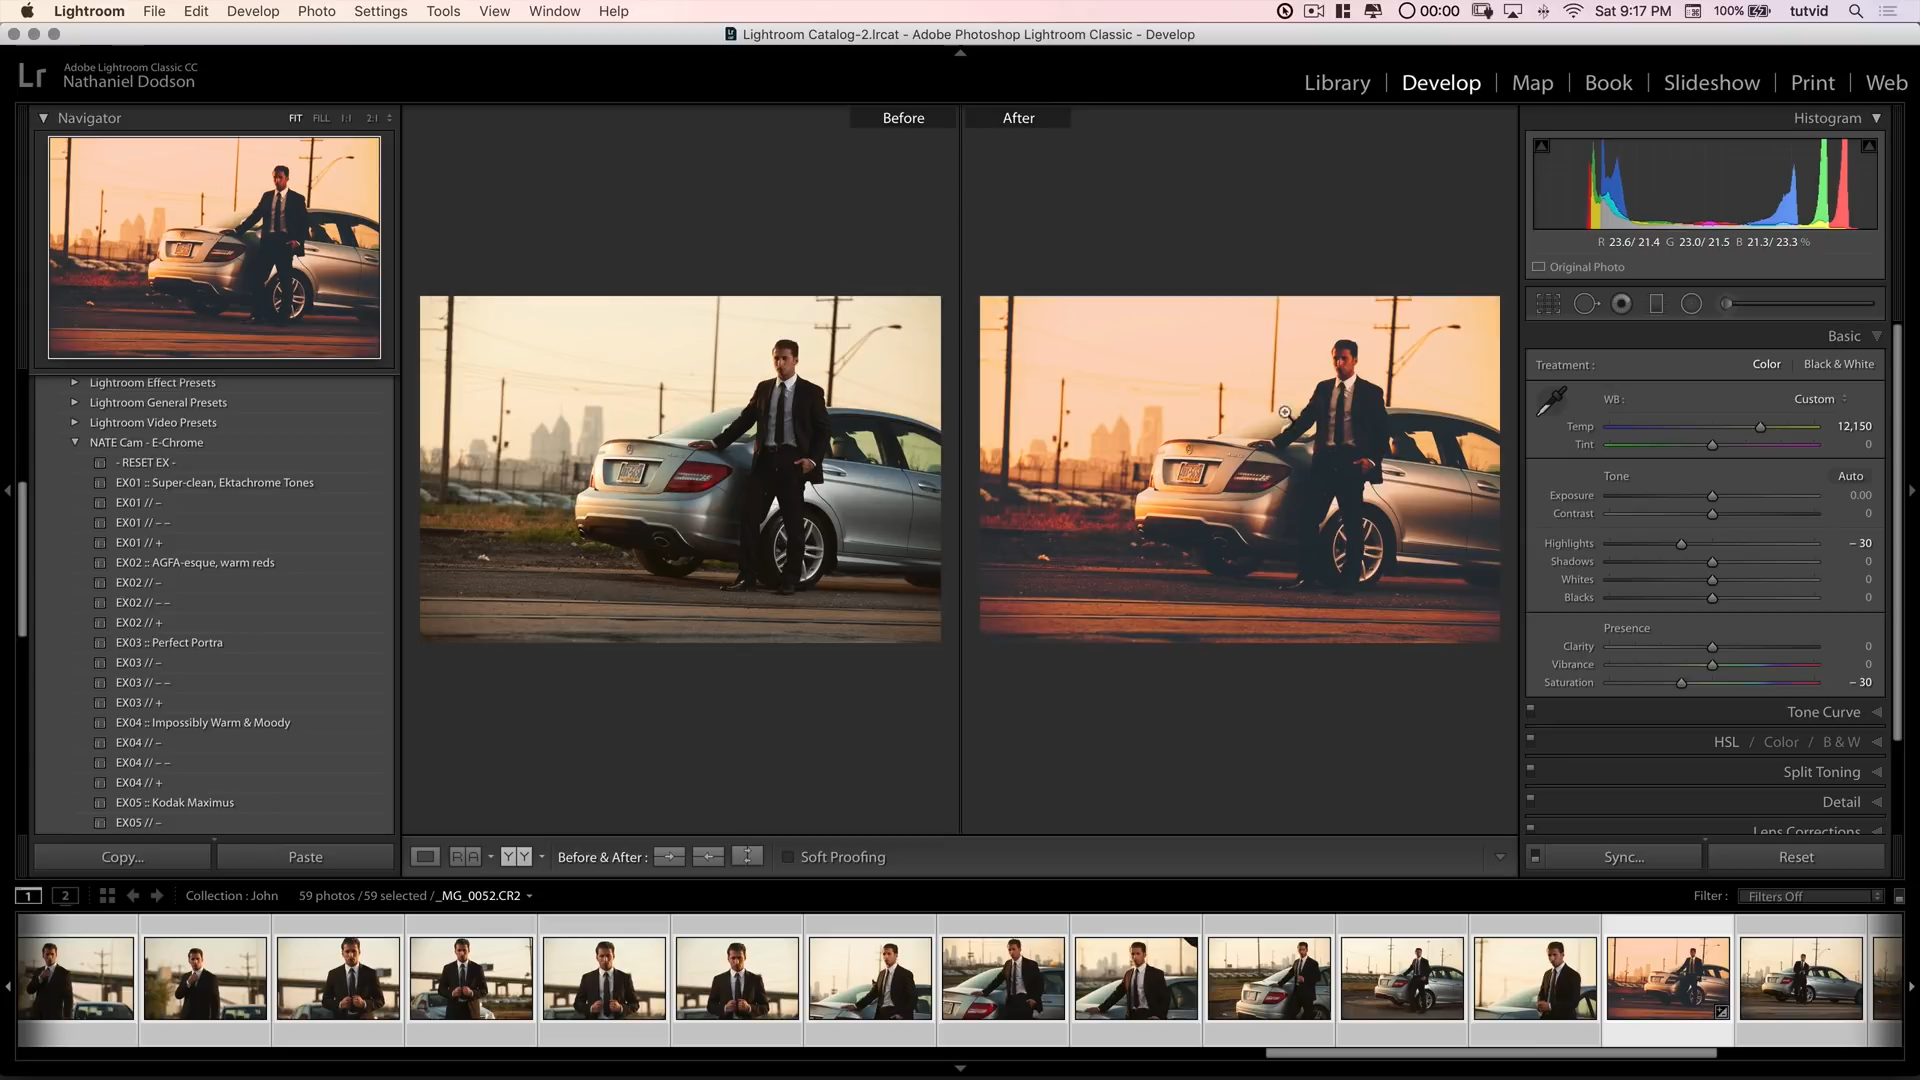 Lightroom File Edit Develop Photo Settings Tools View Window Help 00:00 Sat 9:17 PM 100% tutvid
Lightroom Catalog-2.lrcat - Adobe Photoshop Lightroom Classic - Develop
Lr Adobe Lightroom Classic CC
Nathaniel Dodson
Library | Develop | Map | Book | Slideshow | Print | Web
Navigator FIT FILL 1:1 2:1
Before
After
Histogram
R 23.6/ 21.4 G 23.0/ 21.5 B 21.3/ 23.3 %
Original Photo
Basic
Treatment : Color | Black & White
WB : Custom
Temp 12,150
Tint 0
Tone Auto
Exposure 0.00
Contrast 0
Highlights – 30
Shadows 0
Whites 0
Blacks 0
Presence
Clarity 0
Vibrance 0
Saturation – 30
Tone Curve
HSL / Color / B & W
Split Toning
Detail
Lens Corrections
Sync... Reset
Lightroom Effect Presets
Lightroom General Presets
Lightroom Video Presets
NATE Cam - E-Chrome
- RESET EX -
EX01 :: Super-clean, Ektachrome Tones
EX01 // –
EX01 // – –
EX01 // +
EX02 :: AGFA-esque, warm reds
EX02 // –
EX02 // – –
EX02 // +
EX03 :: Perfect Portra
EX03 // –
EX03 // – –
EX03 // +
EX04 :: Impossibly Warm & Moody
EX04 // –
EX04 // – –
EX04 // +
EX05 :: Kodak Maximus
EX05 // –
Copy... Paste
R A Y Y Before & After : Soft Proofing
1 2 Collection : John 59 photos /59 selected /_MG_0052.CR2 Filter : Filters Off